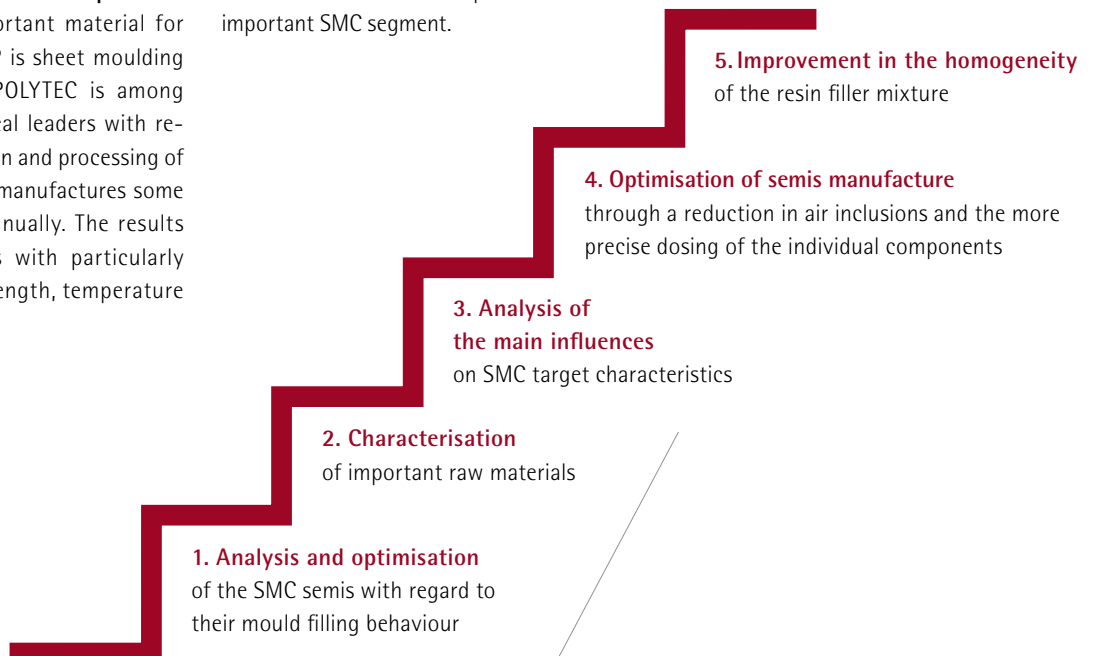 ortant material for
is sheet moulding
POLYTEC is among
al leaders with re-
n and processing of
manufactures some
nually. The results
with particularly
ength, temperature
important SMC segment.
5. Improvement in the homogeneity
of the resin filler mixture
4. Optimisation of semis manufacture
through a reduction in air inclusions and the more
precise dosing of the individual components
3. Analysis of
the main influences
on SMC target characteristics
2. Characterisation
of important raw materials
1. Analysis and optimisation
of the SMC semis with regard to
their mould filling behaviour